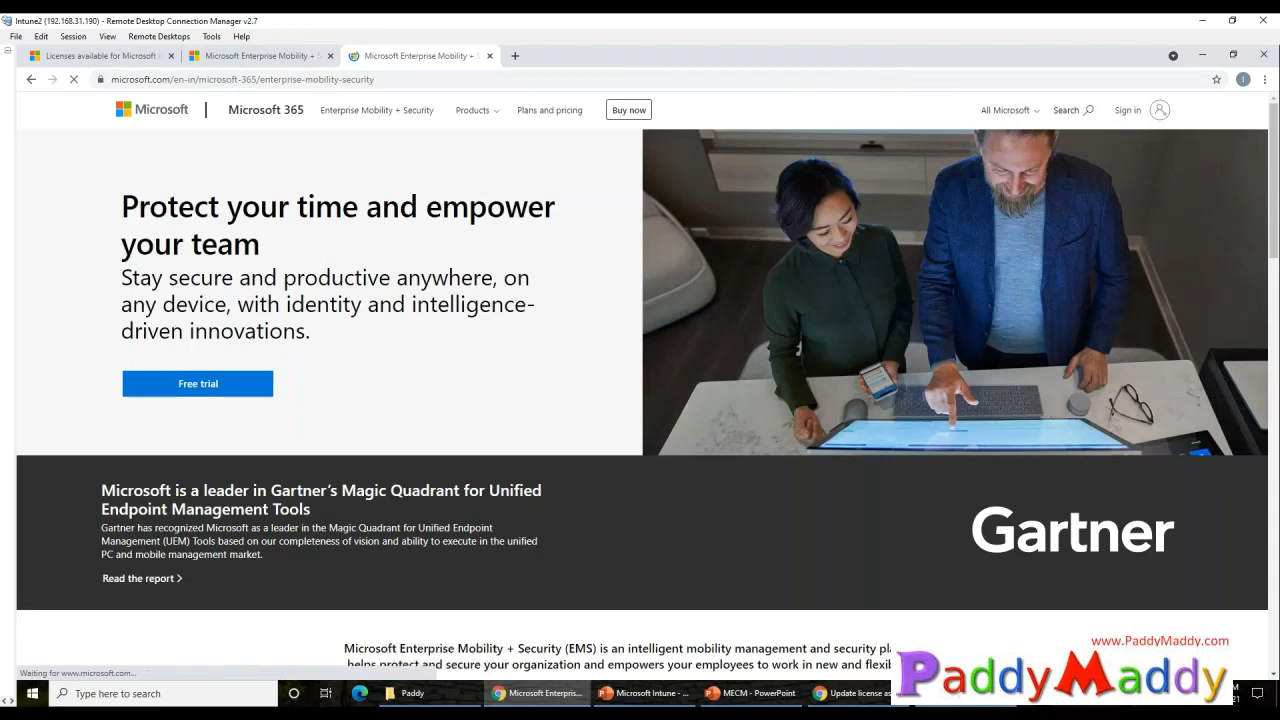 Intune2 (192.168.31.190) - Remote Desktop Connection Manager v2.7
File Edit Session View Remote Desktops Tools Help
Licenses available for Microsoft
Microsoft Enterprise Mobility +
Microsoft Enterprise Mobility +
microsoft.com/en-in/microsoft-365/enterprise-mobility-security
Microsoft Microsoft 365 Enterprise Mobility + Security Products Plans and pricing Buy now All Microsoft Search Sign in
Protect your time and empower
your team
Stay secure and productive anywhere, on
any device, with identity and intelligence-
driven innovations.
Free trial
Microsoft is a leader in Gartner's Magic Quadrant for Unified
Endpoint Management Tools
Gartner has recognized Microsoft as a leader in the Magic Quadrant for Unified Endpoint
Management (UEM) Tools based on our completeness of vision and ability to execute in the unified
PC and mobile management market.
Read the report
Gartner
Microsoft Enterprise Mobility + Security (EMS) is an intelligent mobility management and security
helps protect and secure your organization and empowers your employees to work in new and
www.PaddyMaddy.com
PaddyMaddy
Waiting for www.microsoft.com...
Type here to search
Paddy
Microsoft Enterpris...
Microsoft Intune - ...
MECM - PowerPoint
Update license